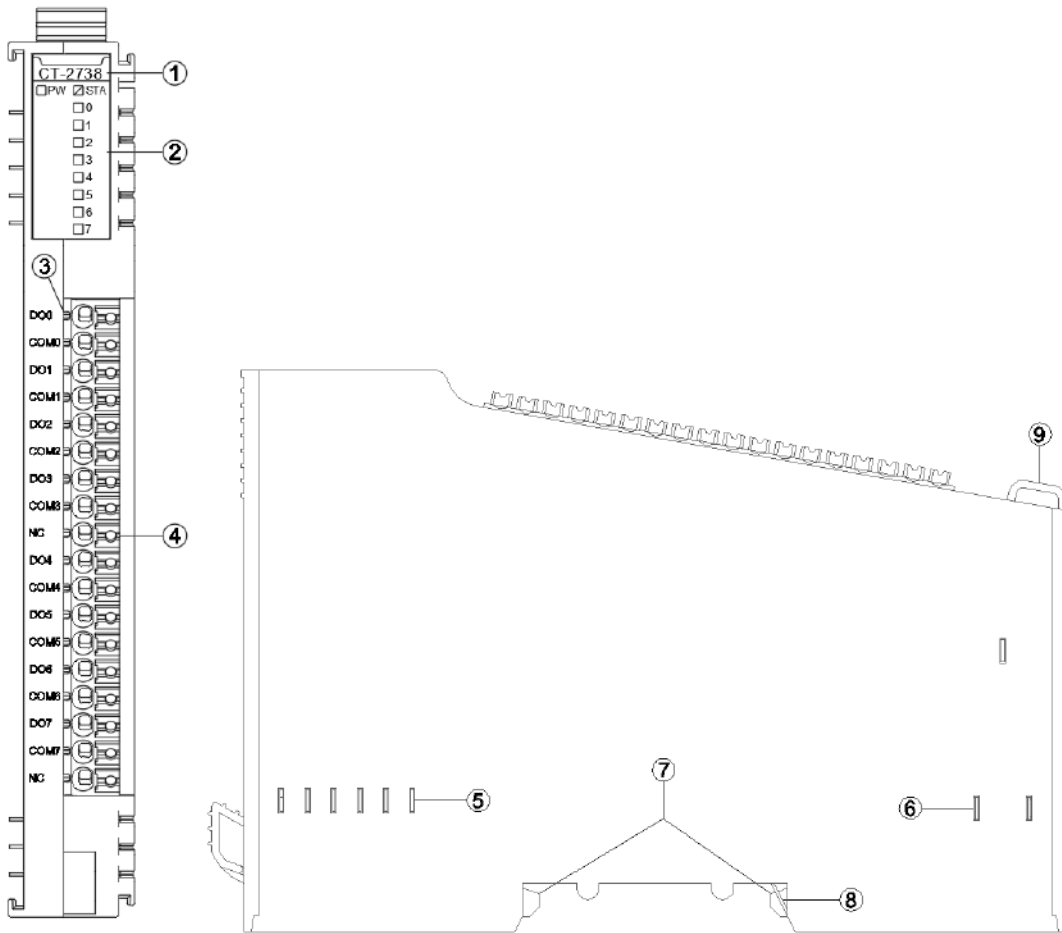 CT-2738
PW STA
0
1
2
3
4
5
6
7
DO0
COM0
DO1
COM1
DO2
COM2
DO3
COM3
NC
DO4
COM4
DO5
COM5
DO6
COM6
DO7
COM7
NC
①
②
③
④
⑤
⑥
⑦
⑧
⑨